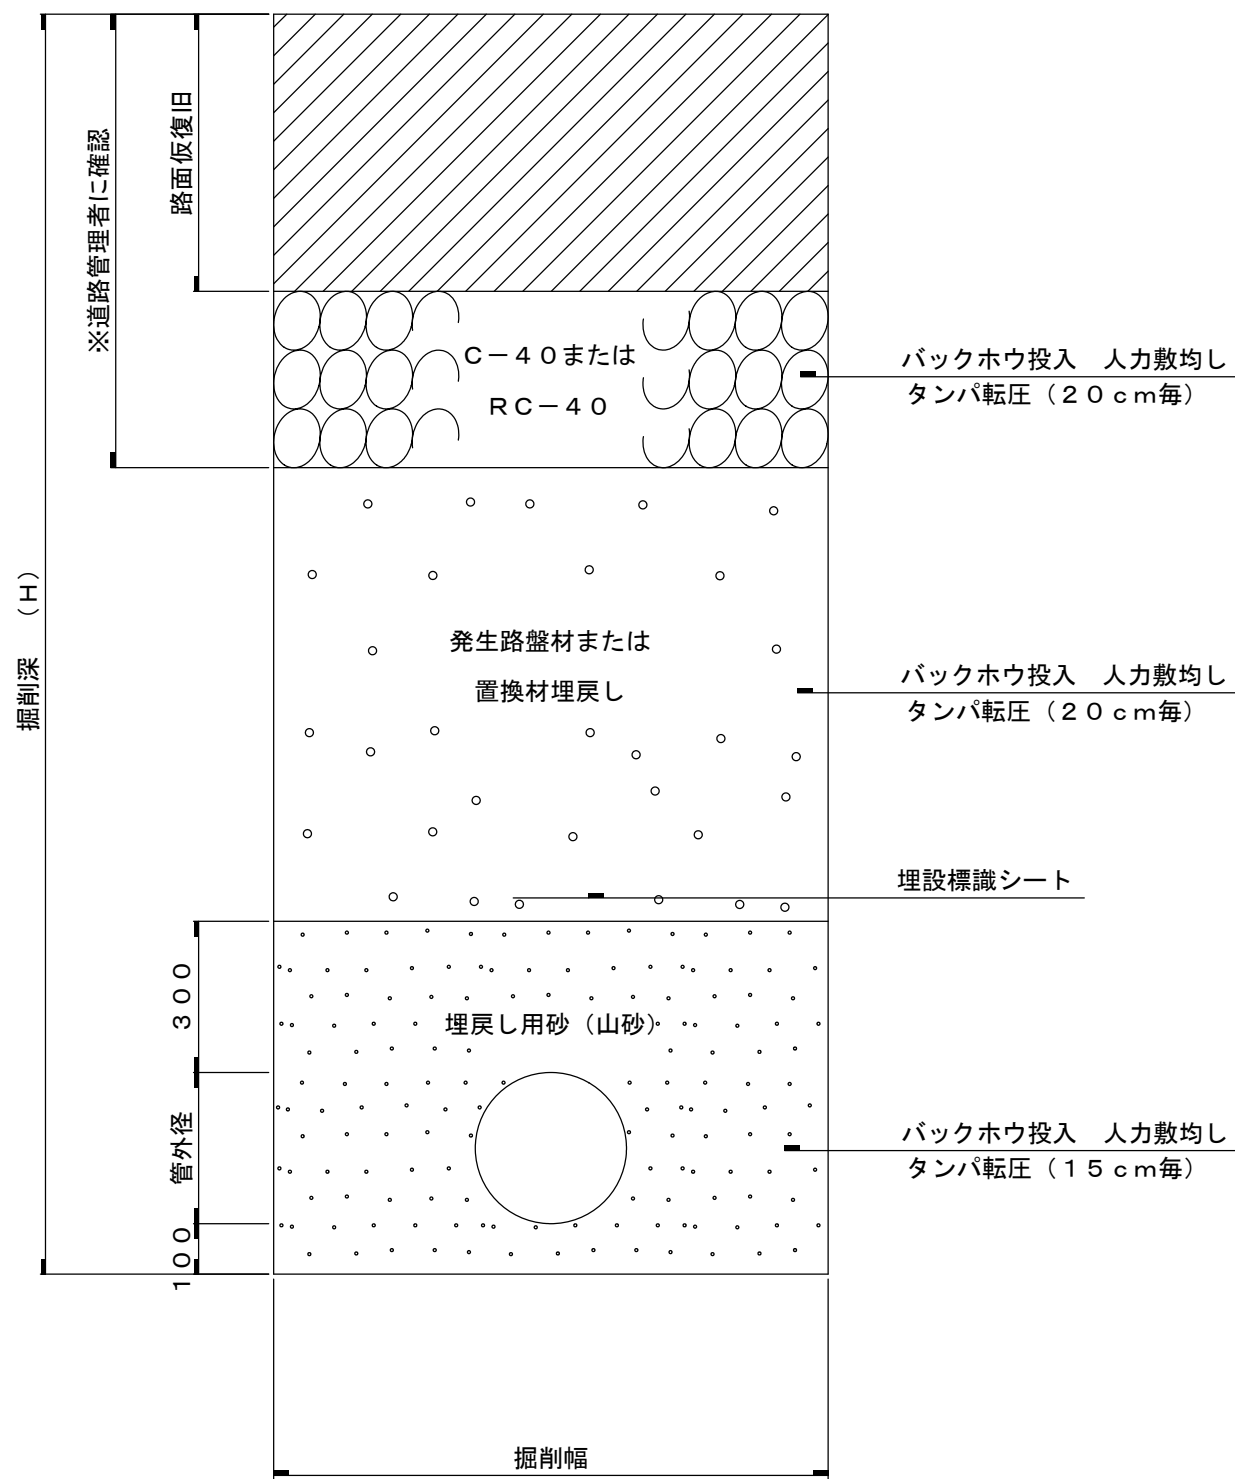 路面仮復旧
※道路管理者に確認
C－40または
RC－40
バックホウ投入　人力敷均し
タンパ転圧（20cm毎）
掘削深　（H）
発生路盤材または
置換材埋戻し
バックホウ投入　人力敷均し
タンパ転圧（20cm毎）
埋設標識シート
300
埋戻し用砂（山砂）
管外径
バックホウ投入　人力敷均し
タンパ転圧（15cm毎）
100
掘削幅